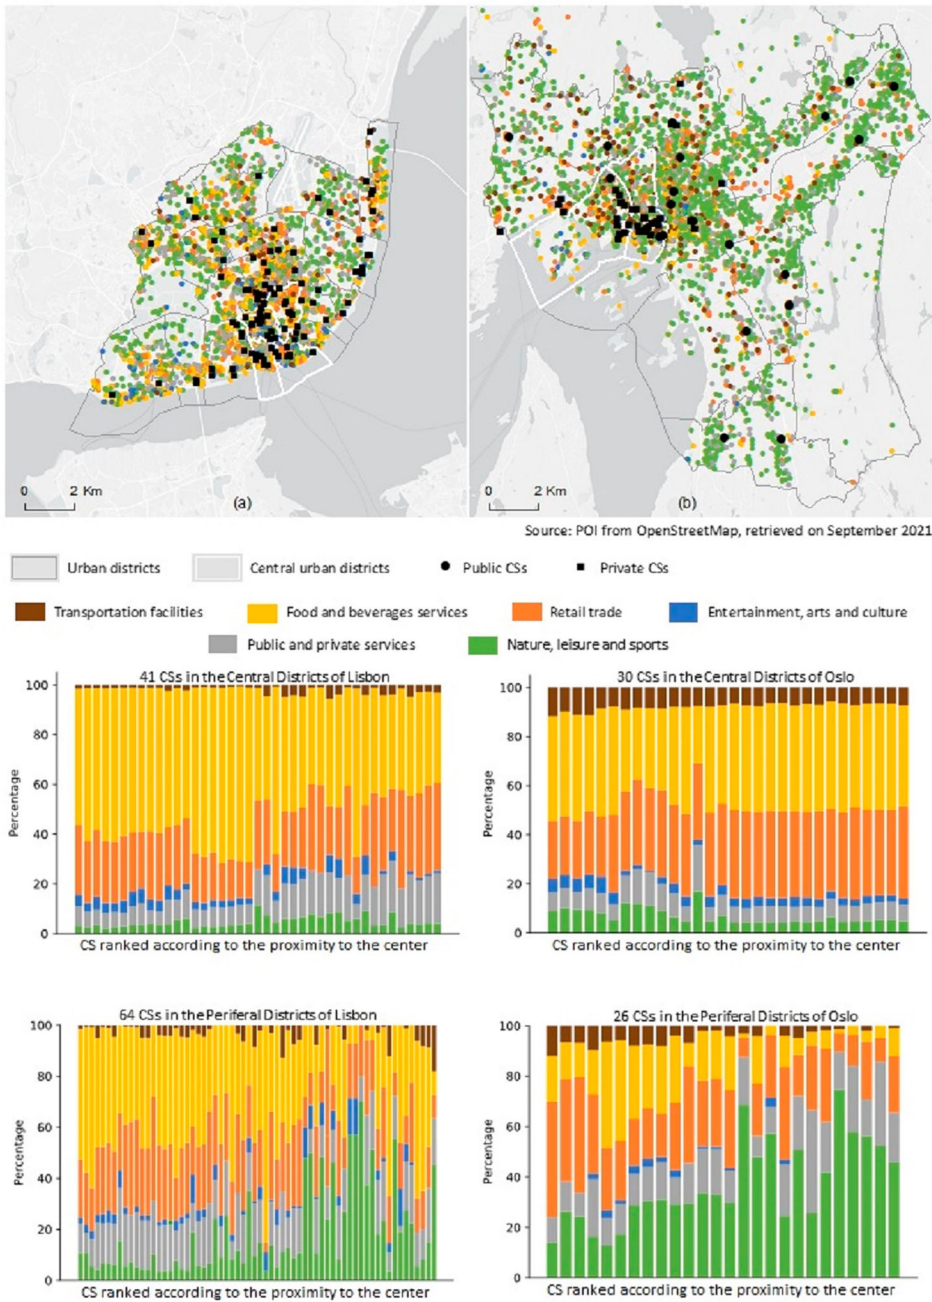 0 2 Km
(a)
0 2 Km
(b)
Source: POI from OpenStreetMap, retrieved on September 2021
Urban districts
Central urban districts
Public CSs
Private CSs
Transportation facilities
Food and beverages services
Retail trade
Entertainment, arts and culture
Public and private services
Nature, leisure and sports
41 CSs in the Central Districts of Lisbon
100
80
60
40
20
0
Percentage
CS ranked according to the proximity to the center
30 CSs in the Central Districts of Oslo
100
80
60
40
20
0
Percentage
CS ranked according to the proximity to the center
64 CSs in the Periferal Districts of Lisbon
100
80
60
40
20
0
Percentage
CS ranked according to the proximity to the center
26 CSs in the Periferal Districts of Oslo
100
80
60
40
20
0
Percentage
CS ranked according to the proximity to the center